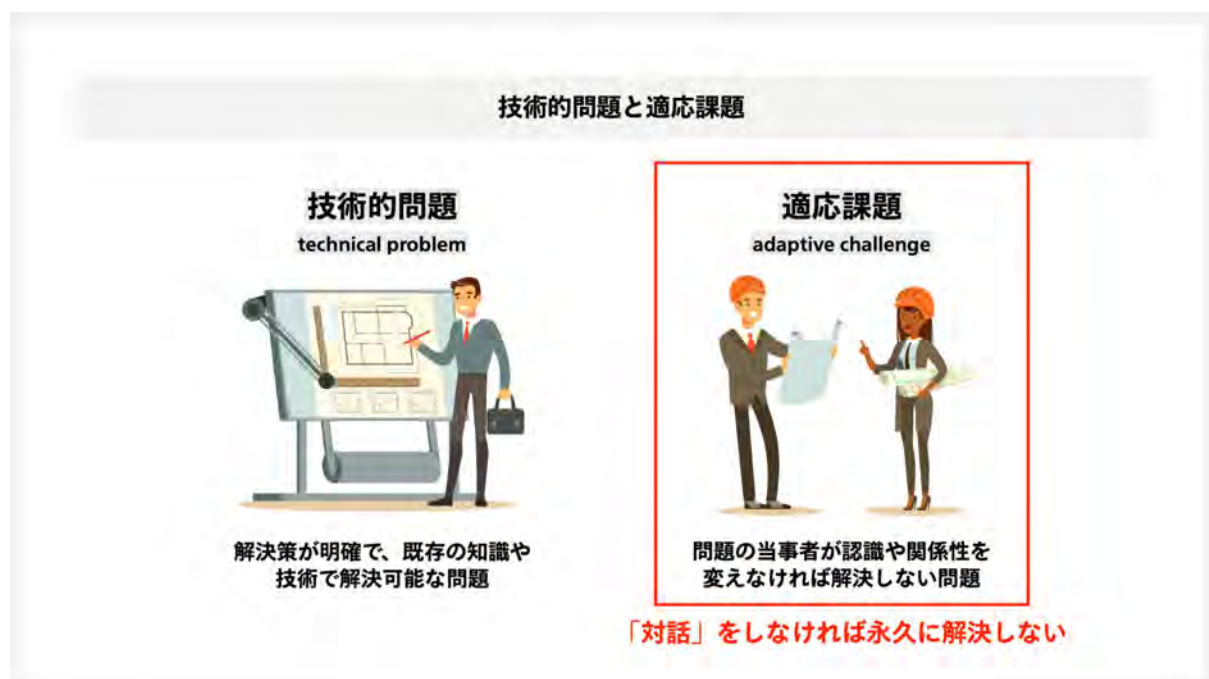 技術的問題と適応課題
技術的問題
technical problem
解決策が明確で、既存の知識や
技術で解決可能な問題
適応課題
adaptive challenge
問題の当事者が認識や関係性を
変えなければ解決しない問題
「対話」をしなければ永久に解決しない